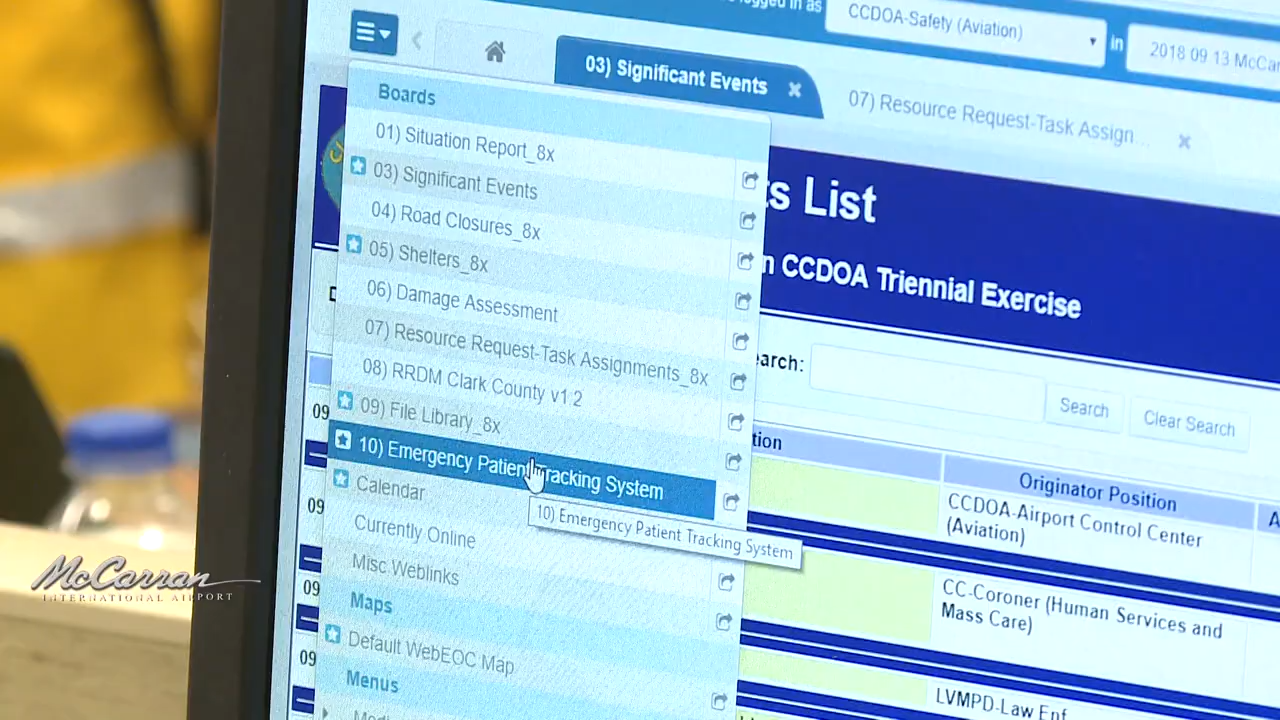 logged in as
CCDOA-Safety (Aviation)
in
2018 09 13 McCar
03) Significant Events
07) Resource Request-Task Assign...
Boards
01) Situation Report_8x
03) Significant Events
04) Road Closures_8x
05) Shelters_8x
06) Damage Assessment
07) Resource Request-Task Assignments_8x
08) RRDM Clark County v1.2
09) File Library_8x
10) Emergency Patient Tracking System
10) Emergency Patient Tracking System
Calendar
Currently Online
Misc Weblinks
Maps
Default WebEOC Map
Menus
s List
n CCDOA Triennial Exercise
earch:
Search
Clear Search
tion
Originator Position
A
CCDOA-Airport Control Center
(Aviation)
CC-Coroner (Human Services and
Mass Care)
LVMPD-Law Enf
09
09
09
09
McCarran
INTERNATIONAL AIRPORT